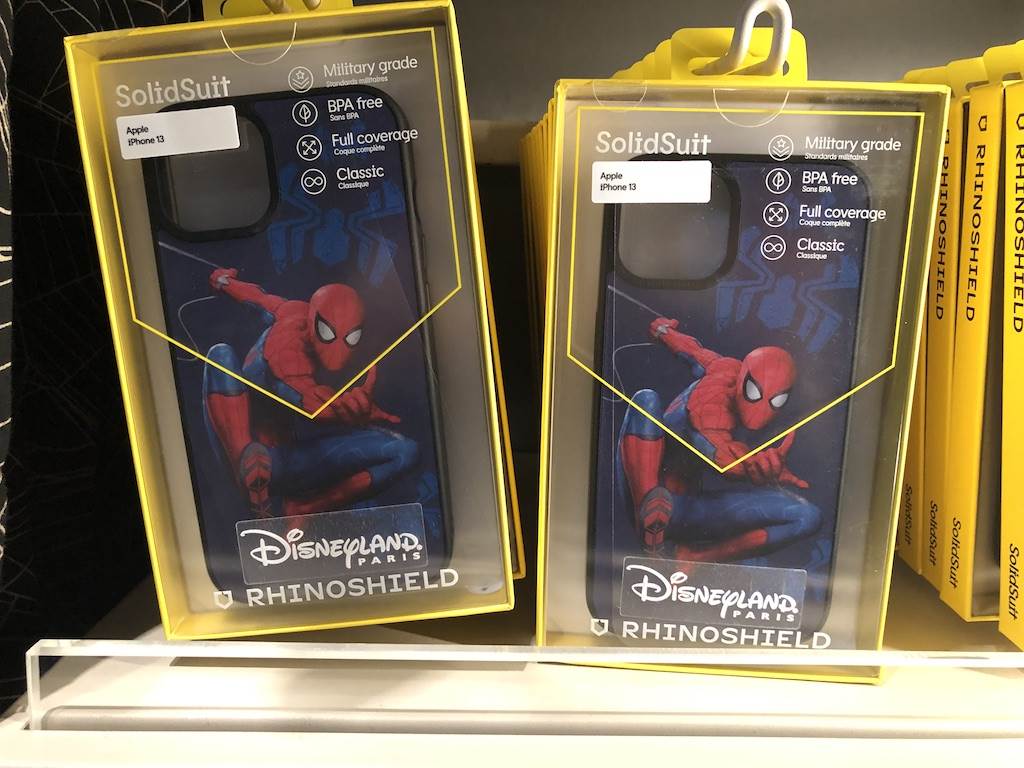 SolidSuit
Apple
iPhone 13
Military grade
Standards militaires
BPA free
Sans BPA
Full coverage
Coque complète
Classic
Classique
DISNEYLAND.
PARIS
RHINOSHIELD
SolidSuit
Apple
iPhone 13
Military grade
Standards militaires
BPA free
Sans BPA
Full coverage
Coque complète
Classic
Classique
DISNEYLAND.
PARIS
RHINOSHIELD
RHINOSHIELD
SolidSuit
RHINOSHIELD
SolidSuit
RHINOSHIELD
SolidSuit
SolidSuit